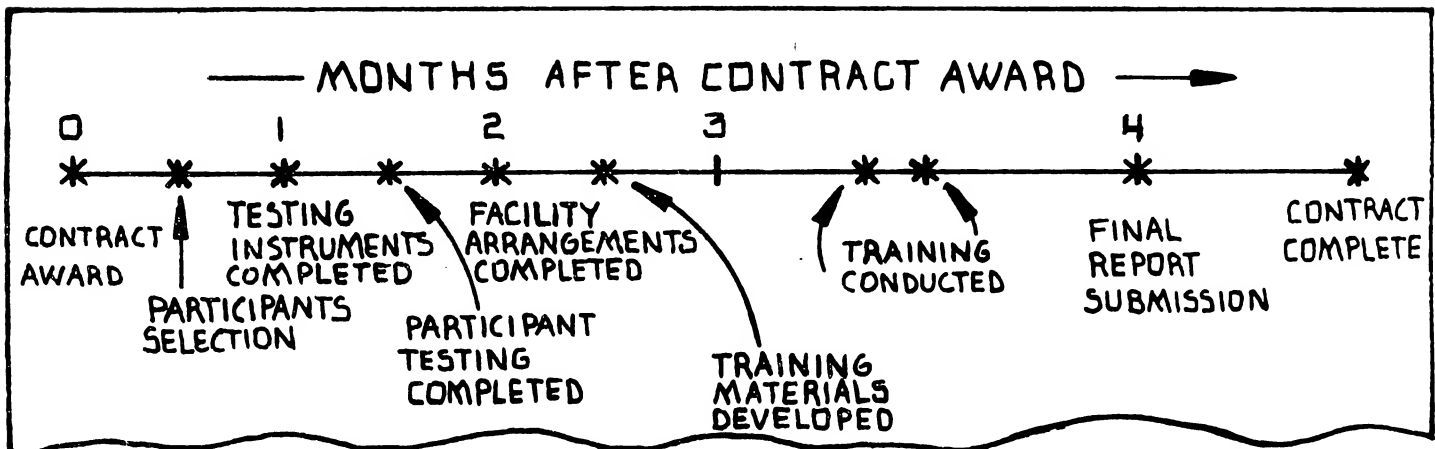 MONTHS AFTER CONTRACT AWARD
0 1 2 3 4
CONTRACT
AWARD
PARTICIPANTS
SELECTION
TESTING
INSTRUMENTS
COMPLETED
PARTICIPANT
TESTING
COMPLETED
FACILITY
ARRANGEMENTS
COMPLETED
TRAINING
MATERIALS
DEVELOPED
TRAINING
CONDUCTED
FINAL
REPORT
SUBMISSION
CONTRACT
COMPLETE